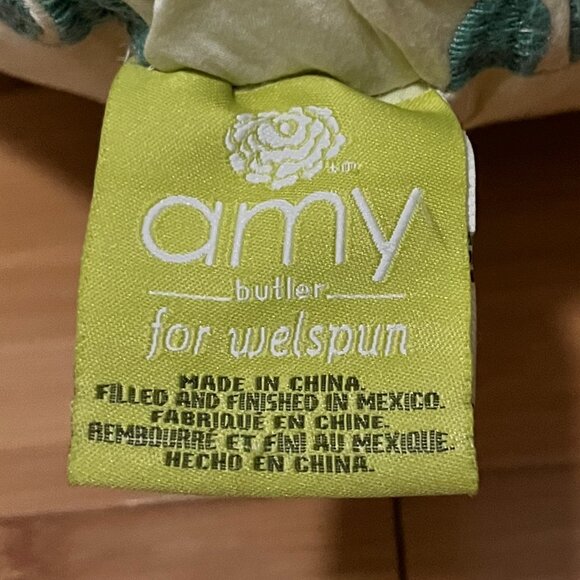 amy
butler
for welspun
MADE IN CHINA.
FILLED AND FINISHED IN MEXICO.
FABRIQUÉ EN CHINE.
REMBOURRÉ ET FINI AU MEXIQUE.
HECHO EN CHINA.